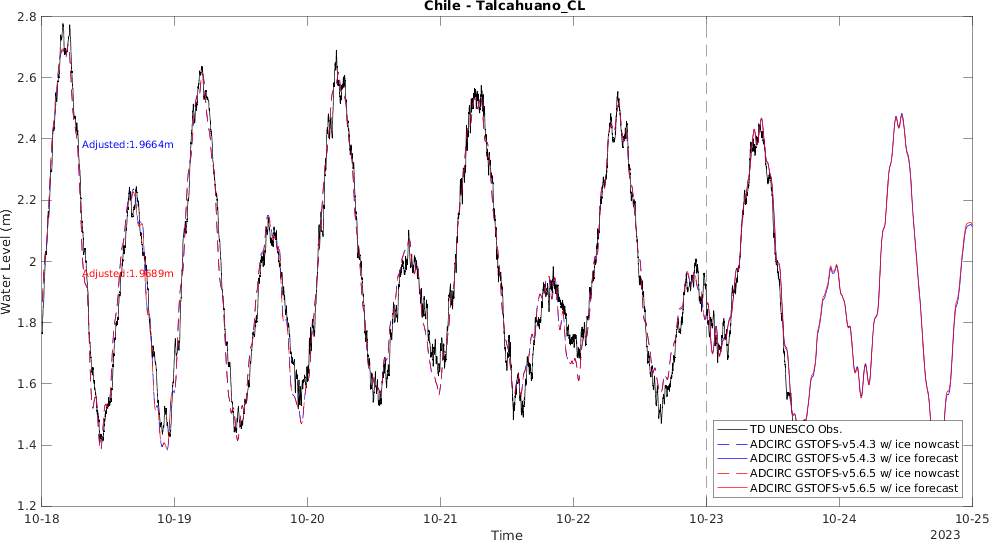 Chile - Talcahuano_CL
2.8
2.6
2.4
2.2
2
1.8
1.6
1.4
1.2
Water Level (m)
Adjusted:1.9664m
Adjusted:1.9689m
TD UNESCO Obs.
ADCIRC GSTOFS-v5.4.3 w/ ice nowcast
ADCIRC GSTOFS-v5.4.3 w/ ice forecast
ADCIRC GSTOFS-v5.6.5 w/ ice nowcast
ADCIRC GSTOFS-v5.6.5 w/ ice forecast
10-18 10-19 10-20 10-21 10-22 10-23 10-24 10-25
Time
2023